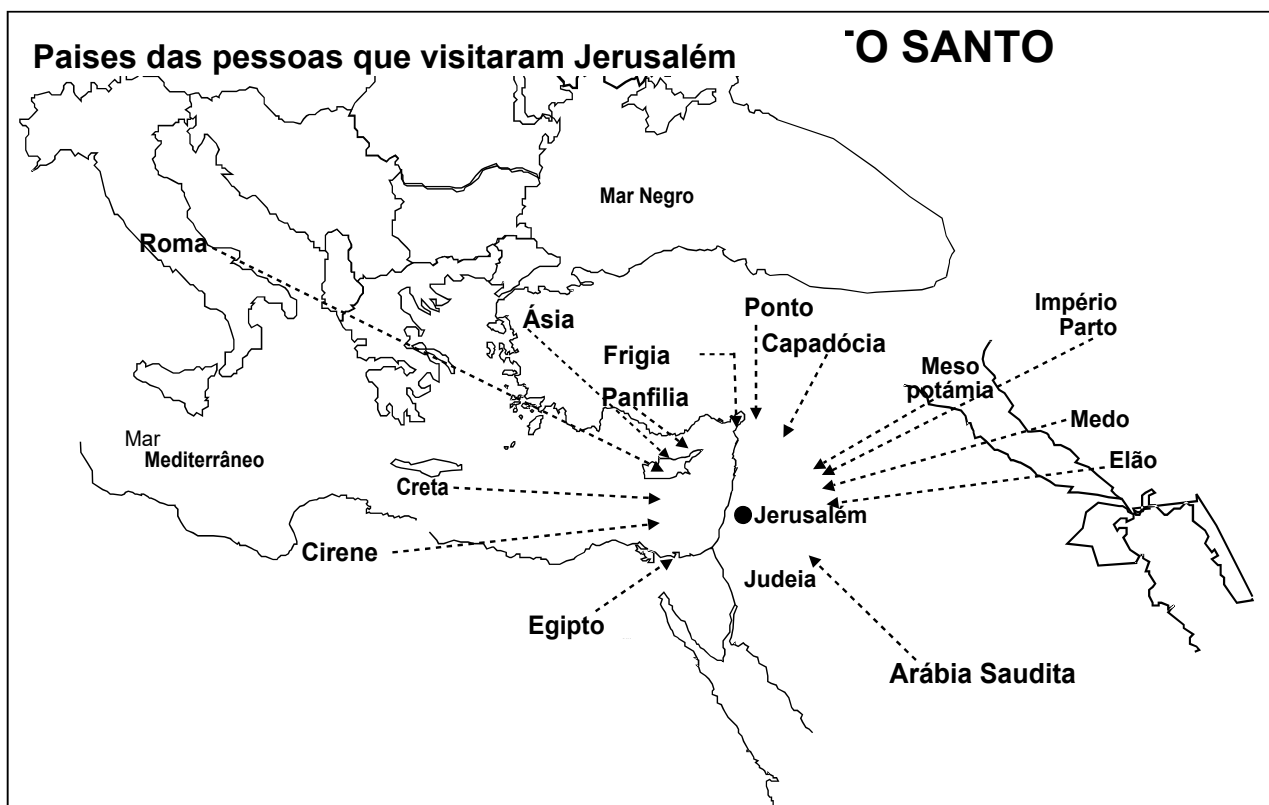 Paises das pessoas que visitaram Jerusalém
O SANTO
Mar Negro
Roma
Ásia
Ponto
Império
Parto
Frigia
Capadócia
Meso
potámia
Panfilia
Medo
Mar
Mediterrâneo
Elão
Creta
Jerusalém
Cirene
Judeia
Egipto
Arábia Saudita